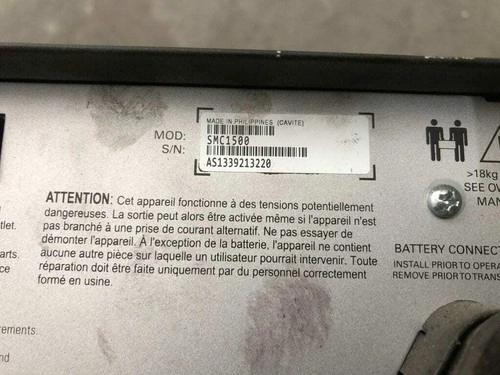 MADE IN PHILIPPINES (CAVITE)
MOD: SMC1500
S/N: AS1339213220
ATTENTION: Cet appareil fonctionne à des tensions potentiellement
dangereuses. La sortie peut alors être activée même si l'appareil n'est
pas branché à une prise de courant alternatif. Ne pas essayer de
démonter l'appareil. À l'exception de la batterie, l'appareil ne contient
aucune autre pièce sur laquelle un utilisateur pourrait intervenir. Toute
réparation doit être faite uniquement par du personnel correctement
formé en usine.
>18kg
SEE OW
MAN
BATTERY CONNECT
INSTALL PRIOR TO OPERA
REMOVE PRIOR TO TRANS
tlet.
arts.
ce
rements.
nd